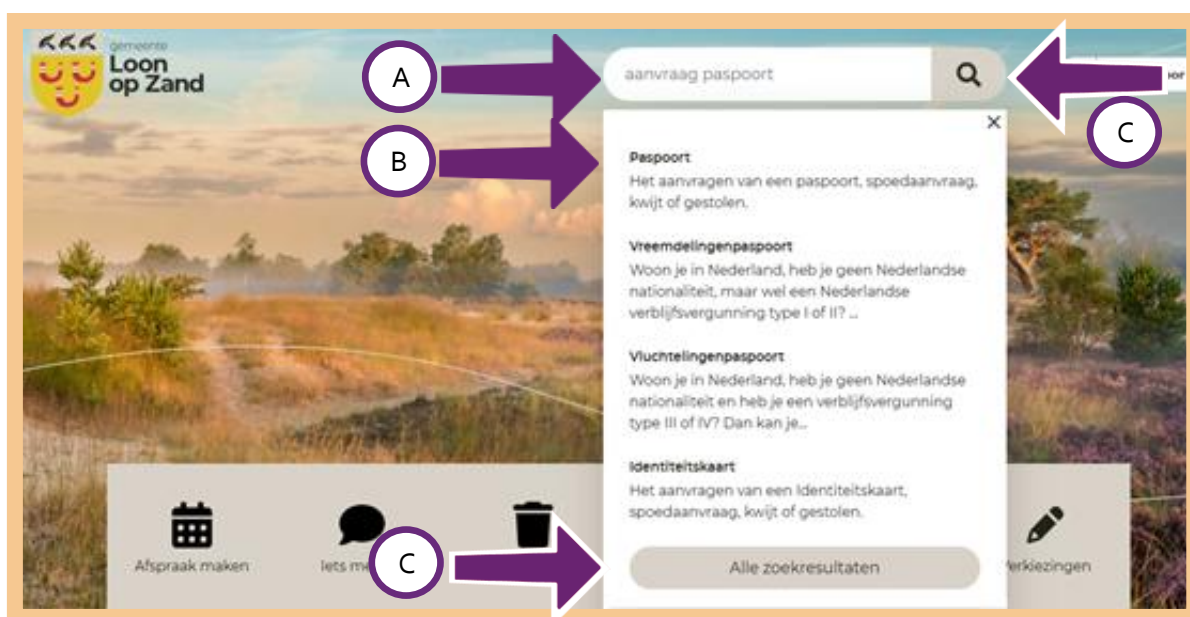 gemeente
Loon
op Zand
A
aanvraag paspoort
C
B
Paspoort
Het aanvragen van een paspoort, spoedaanvraag,
kwijt of gestolen.
Vreemdelingenpaspoort
Woon je in Nederland, heb je geen Nederlandse
nationaliteit, maar wel een Nederlandse
verblijfsvergunning type I of II? ...
Vluchtelingenpaspoort
Woon je in Nederland, heb je geen Nederlandse
nationaliteit en heb je een verblijfsvergunning
type III of IV? Dan kan je...
Identiteitskaart
Het aanvragen van een Identiteitskaart,
spoedaanvraag, kwijt of gestolen.
Afspraak maken
Iets
C
Alle zoekresultaten